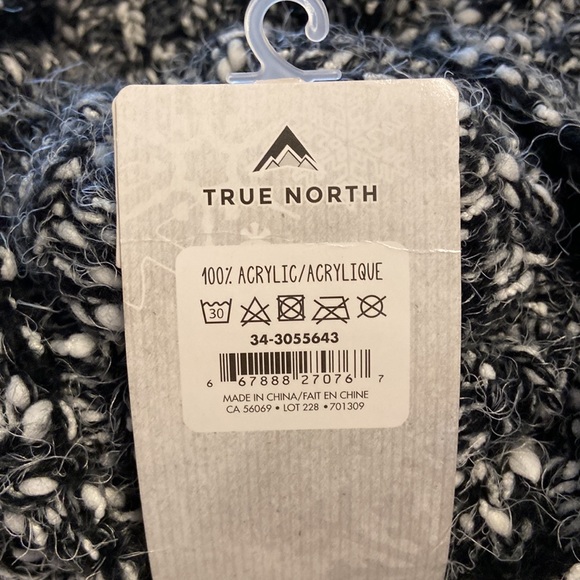 TRUE NORTH
100% ACRYLIC/ACRYLIQUE
30
34-3055643
6 67888 27076 7
MADE IN CHINA/FAIT EN CHINE
CA 56069 • LOT 228 • 701309